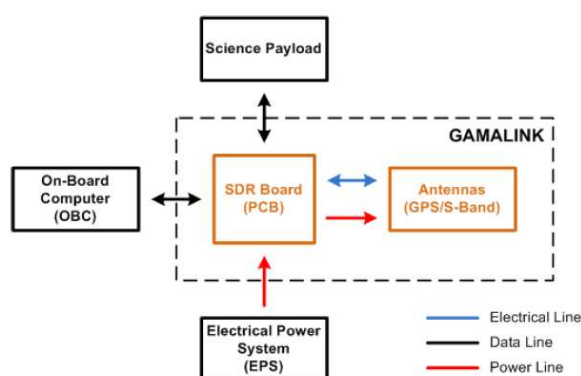 Science Payload
GAMALINK
On-Board
Computer
(OBC)
SDR Board
(PCB)
Antennas
(GPS/S-Band)
Electrical Power
System
(EPS)
Electrical Line
Data Line
Power Line